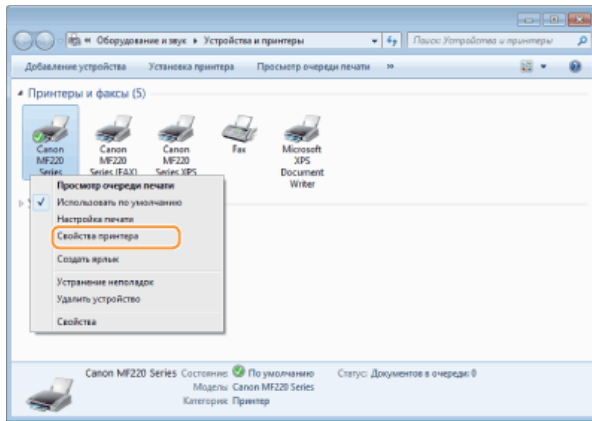 « Оборудование и звук ▸ Устройства и принтеры
Поиск: Устройства и принтеры
Добавление устройства Установка принтера Просмотр очереди печати »
Принтеры и факсы (5)
Canon MF220 Series
Canon MF220 Series (FAX)
Canon MF220 Series XPS
Fax
Microsoft XPS Document Writer
Просмотр очереди печати
Использовать по умолчанию
Настройка печати
Свойства принтера
Создать ярлык
Устранение неполадок
Удалить устройство
Свойства
Canon MF220 Series Состояние: По умолчанию Статус: Документов в очереди: 0
Модель: Canon MF220 Series
Категория: Принтер